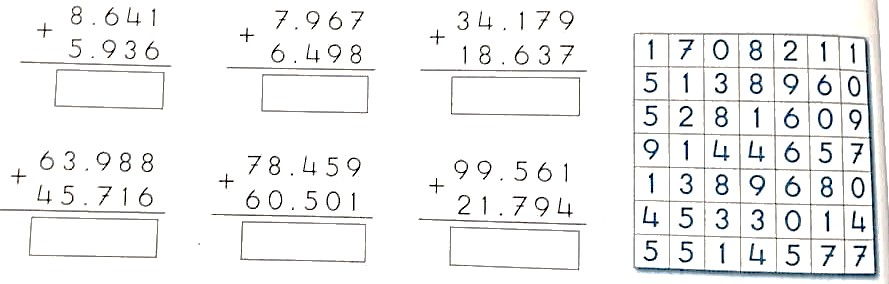 + 8.641
5.936
+ 7.967
6.498
+ 34.179
18.637
+ 63.988
45.716
+ 78.459
60.501
+ 99.561
21.794
1 7 0 8 2 1 1
5 1 3 8 9 6 0
5 2 8 1 6 0 9
9 1 4 4 6 5 7
1 3 8 9 6 8 0
4 5 3 3 0 1 4
5 5 1 4 5 7 7